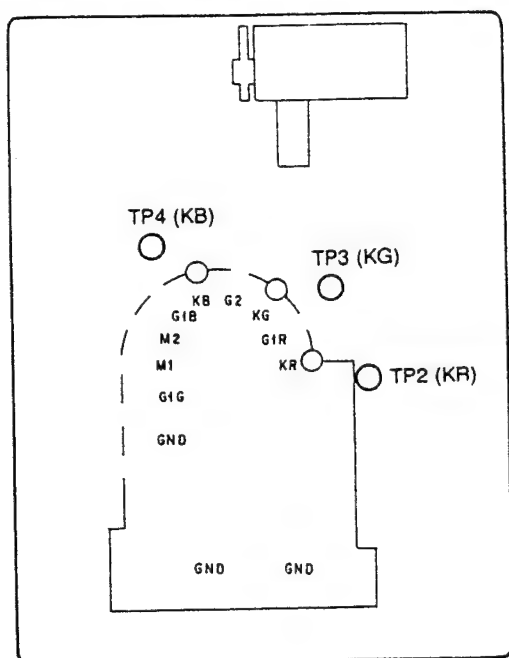 TP4 (KB)
TP3 (KG)
KB
G2
G1B
KG
M2
G1R
M1
KR
TP2 (KR)
G1G
GND
GND
GND